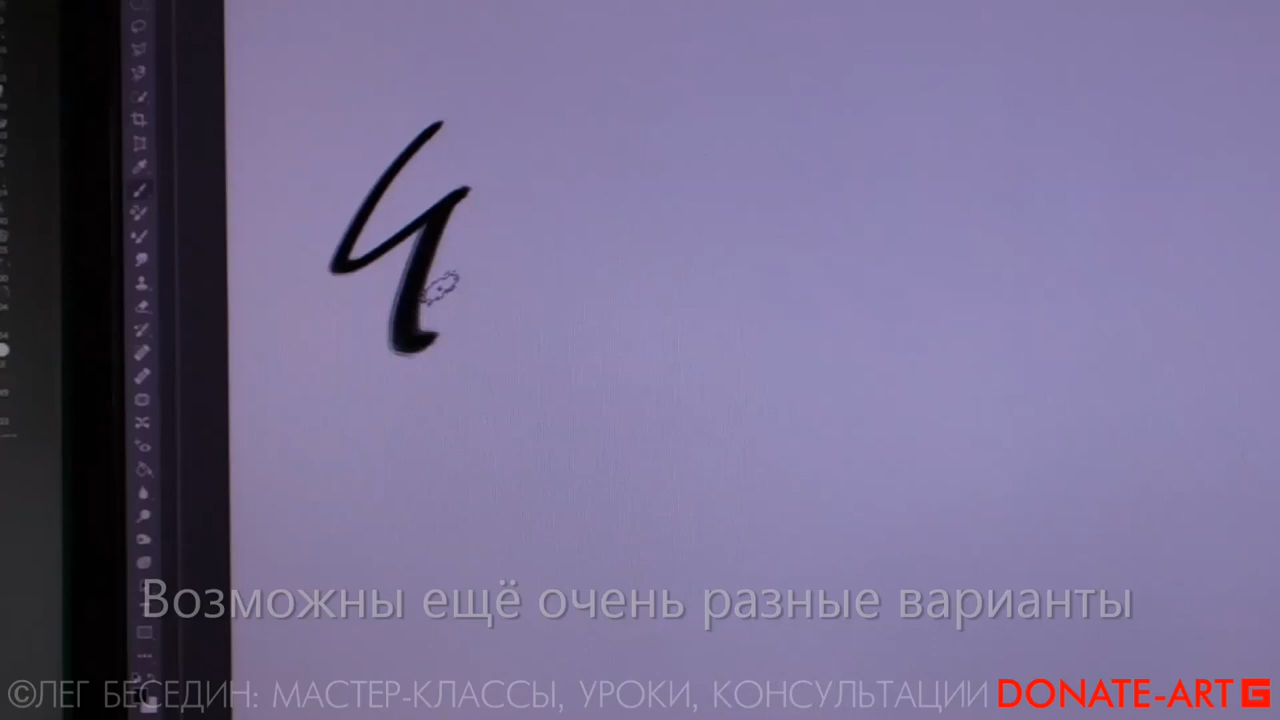 Ч
Возможны ещё очень разные варианты
©ЛЕГ БЕСЕДИН: МАСТЕР-КЛАССЫ, УРОКИ, КОНСУЛЬТАЦИИ DONATE-ART